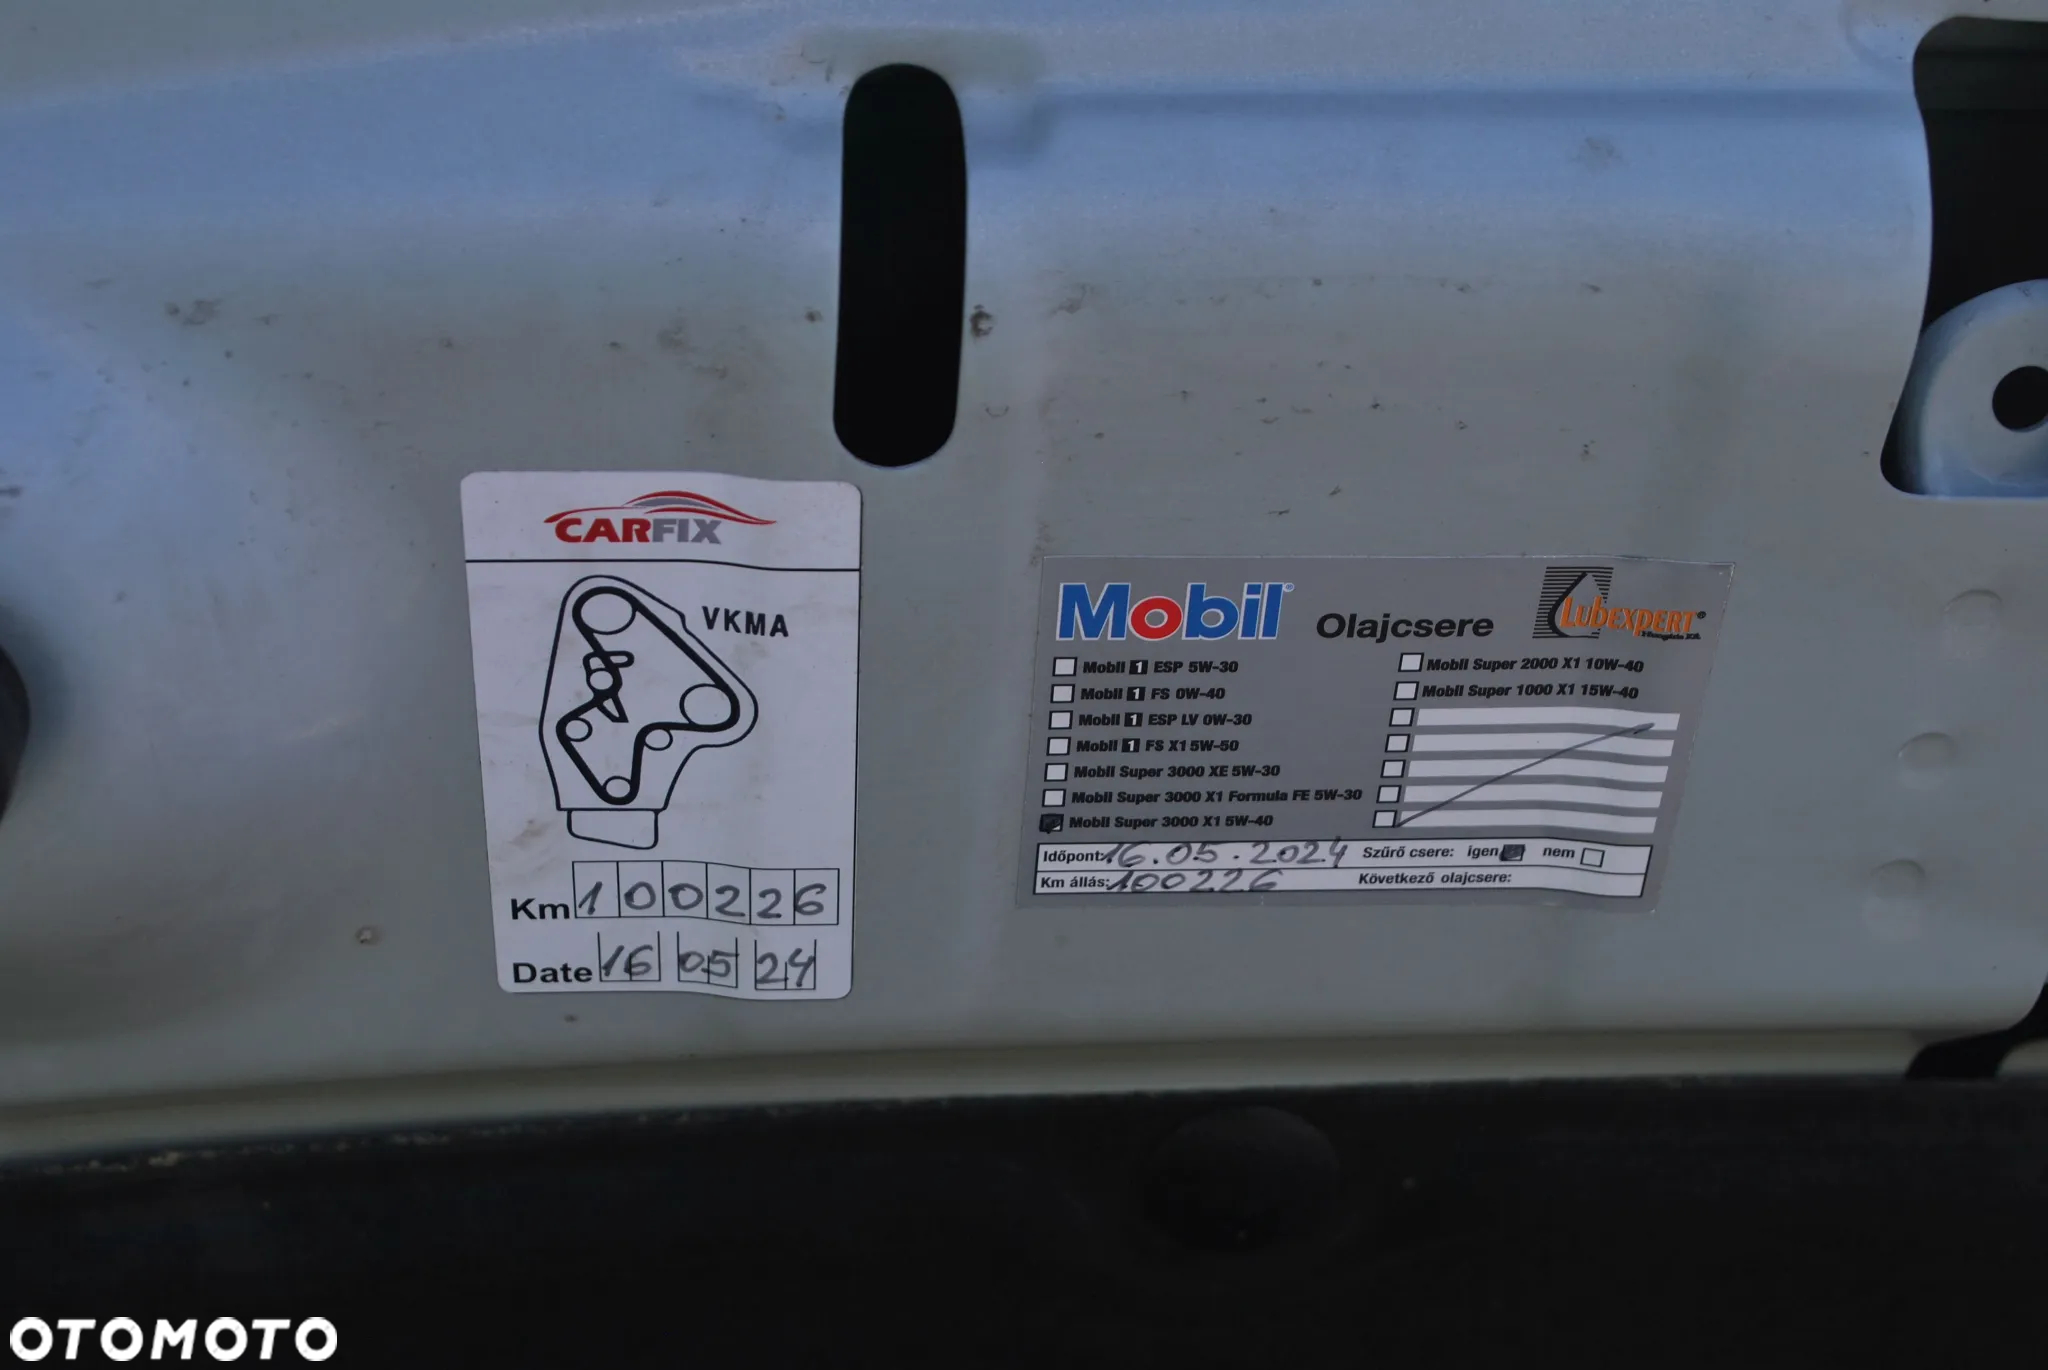 CARFIX
VKMA
Km 100226
Date 16 05 24
Mobil Olajcsere LUBEXPERT
Mobil 1 ESP 5W-30
Mobil 1 FS 0W-40
Mobil 1 ESP LV 0W-30
Mobil 1 FS X1 5W-50
Mobil Super 3000 XE 5W-30
Mobil Super 3000 X1 Formula FE 5W-30
Mobil Super 3000 X1 5W-40
Mobil Super 2000 X1 10W-40
Mobil Super 1000 X1 15W-40
Időpont: 16.05.2024 Szűrő csere: igen nem
Km állás: 100226 Következő olajcsere:
OTOMOTO